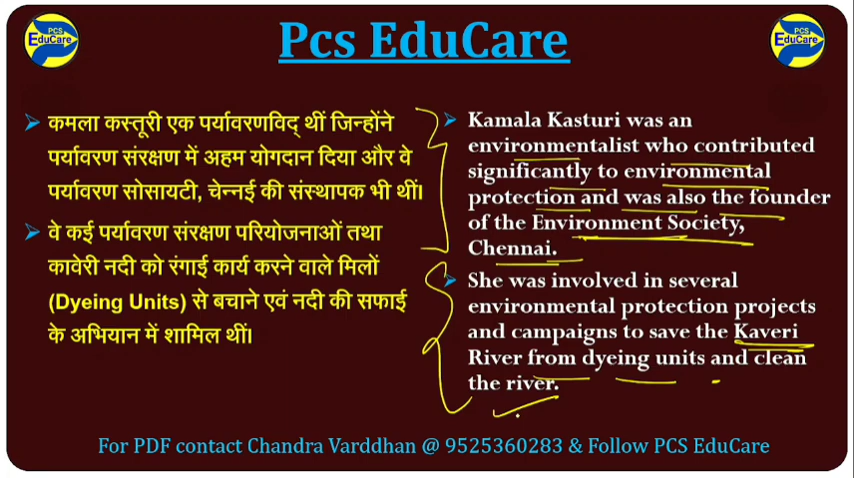 PCS
EduCare
Pcs EduCare
PCS
EduCare
कमला कस्तूरी एक पर्यावरणविद् थीं जिन्होंने
पर्यावरण संरक्षण में अहम योगदान दिया और वे
पर्यावरण सोसायटी, चेन्नई की संस्थापक भी थीं।
वे कई पर्यावरण संरक्षण परियोजनाओं तथा
कावेरी नदी को रंगाई कार्य करने वाले मिलों
(Dyeing Units) से बचाने एवं नदी की सफाई
के अभियान में शामिल थीं।
Kamala Kasturi was an
environmentalist who contributed
significantly to environmental
protection and was also the founder
of the Environment Society,
Chennai.
She was involved in several
environmental protection projects
and campaigns to save the Kaveri
River from dyeing units and clean
the river.
For PDF contact Chandra Varddhan @ 9525360283 & Follow PCS EduCare